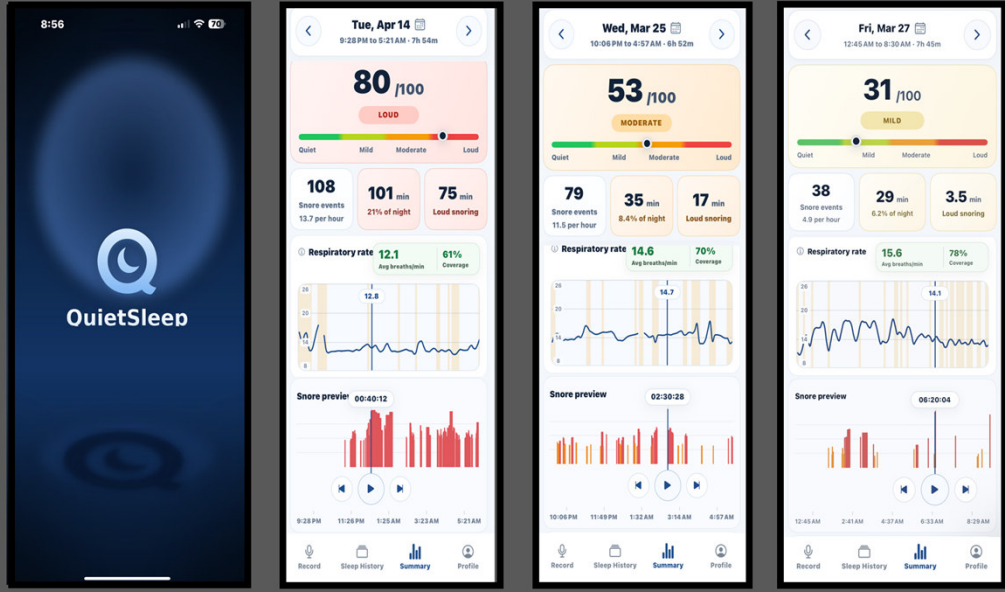 8:56
70
QuietSleep
Tue, Apr 14
9:28 PM to 5:21 AM · 7h 54m
80 /100
LOUD
Quiet Mild Moderate Loud
108
Snore events
13.7 per hour
101 min
21% of night
75 min
Loud snoring
Respiratory rate
12.1
Avg breaths/min
61%
Coverage
26
20
14
8
12.8
Snore preview
00:40:12
9:28 PM 11:26 PM 1:25 AM 3:23 AM 5:21 AM
Record Sleep History Summary Profile
Wed, Mar 25
10:06 PM to 4:57 AM · 6h 52m
53 /100
MODERATE
Quiet Mild Moderate Loud
79
Snore events
11.5 per hour
35 min
8.4% of night
17 min
Loud snoring
Respiratory rate
14.6
Avg breaths/min
70%
Coverage
26
20
14
8
14.7
Snore preview
02:30:28
10:06 PM 11:49 PM 1:32 AM 3:14 AM 4:57 AM
Record Sleep History Summary Profile
Fri, Mar 27
12:45 AM to 8:30 AM · 7h 45m
31 /100
MILD
Quiet Mild Moderate Loud
38
Snore events
4.9 per hour
29 min
6.2% of night
3.5 min
Loud snoring
Respiratory rate
15.6
Avg breaths/min
78%
Coverage
26
20
14
8
14.1
Snore preview
06:20:04
12:45 AM 2:41 AM 4:37 AM 6:33 AM 8:29 AM
Record Sleep History Summary Profile